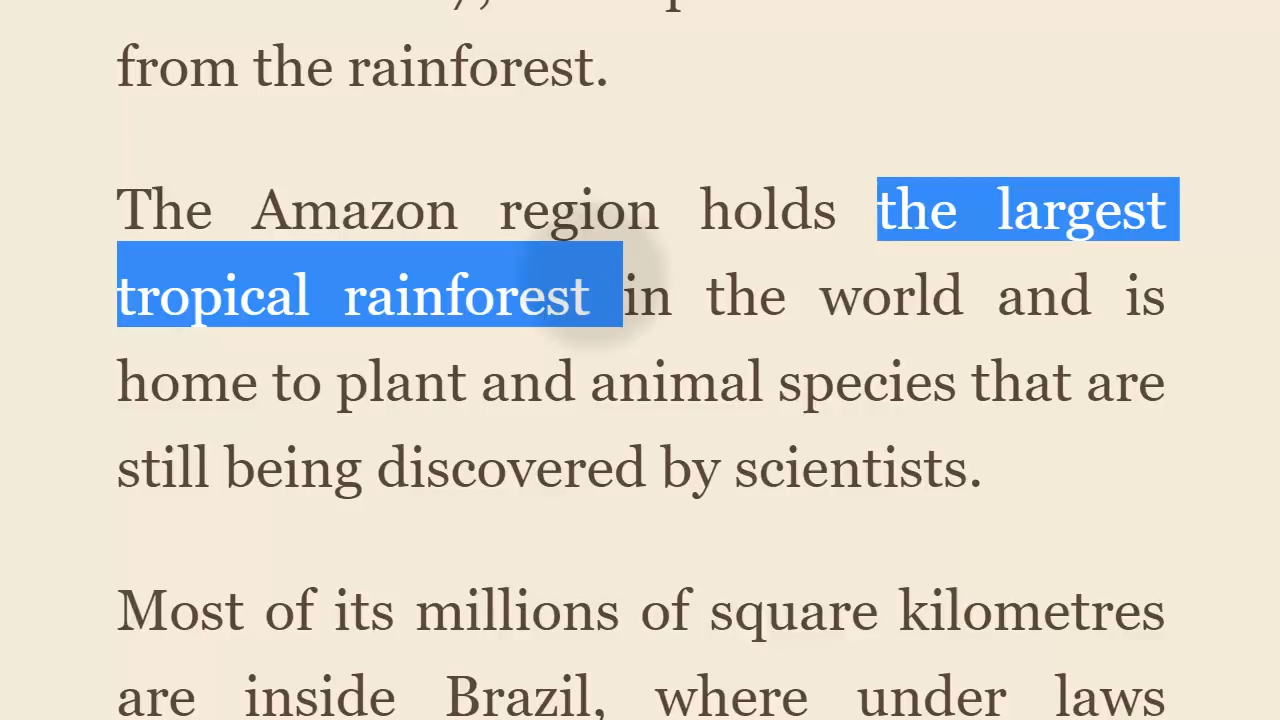 from the rainforest.
The Amazon region holds the largest
tropical rainforest in the world and is
home to plant and animal species that are
still being discovered by scientists.
Most of its millions of square kilometres
are inside Brazil, where under laws